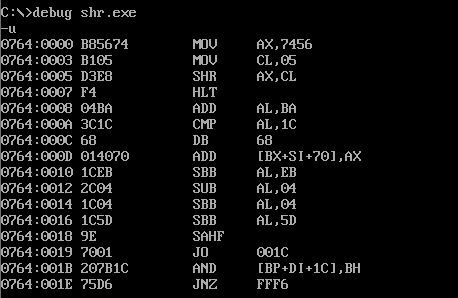 C:\>debug shr.exe
-u
0764:0000 B85674 MOV AX,7456
0764:0003 B105 MOV CL,05
0764:0005 D3E8 SHR AX,CL
0764:0007 F4 HLT
0764:0008 04BA ADD AL,BA
0764:000A 3C1C CMP AL,1C
0764:000C 68 DB 68
0764:000D 014070 ADD [BX+SI+70],AX
0764:0010 1CEB SBB AL,EB
0764:0012 2C04 SUB AL,04
0764:0014 1C04 SBB AL,04
0764:0016 1C5D SBB AL,5D
0764:0018 9E SAHF
0764:0019 7001 JO 001C
0764:001B 207B1C AND [BP+DI+1C],BH
0764:001E 75D6 JNZ FFF6